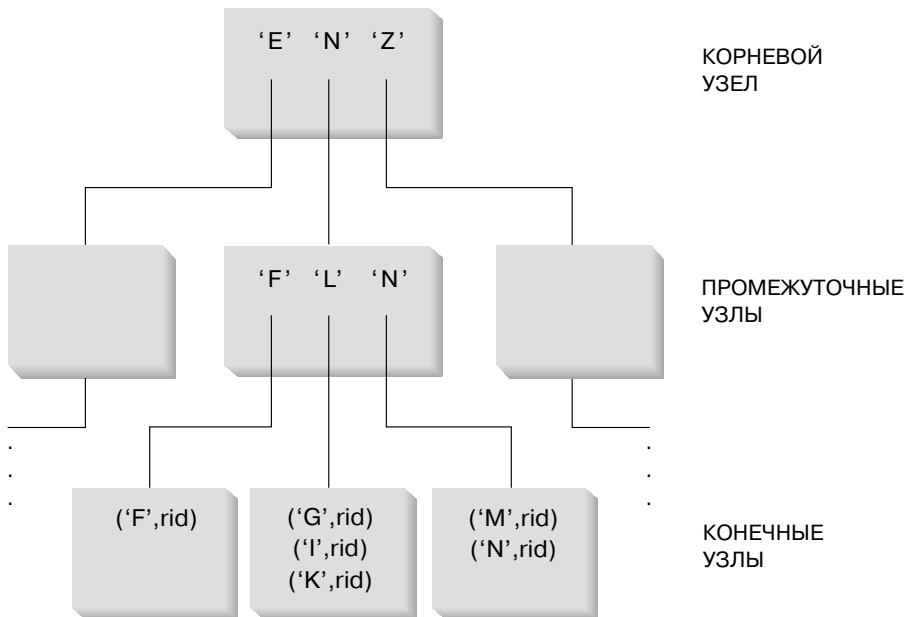 ‘E’ ‘N’ ‘Z’
КОРНЕВОЙ
УЗЕЛ
‘F’ ‘L’ ‘N’
ПРОМЕЖУТОЧНЫЕ
УЗЛЫ
(‘F’,rid)
(‘G’,rid)
(‘I’,rid)
(‘K’,rid)
(‘M’,rid)
(‘N’,rid)
КОНЕЧНЫЕ
УЗЛЫ